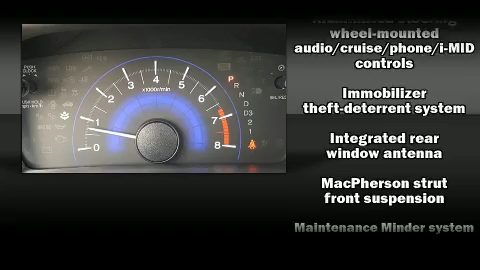 wheel-mounted
audio/cruise/phone/i-MID
controls
Immobilizer
theft-deterrent system
Integrated rear
window antenna
MacPherson strut
front suspension
Maintenance Minder system
x1000r/min
0
1
2
3
4
5
6
7
8
P
R
N
D
D3
2
1